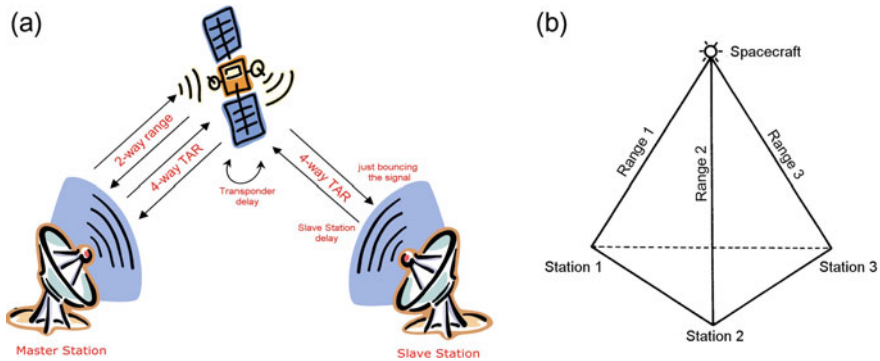 (a)
2-way range
4-way TAR
Transponder
delay
4-way TAR
just bouncing
the signal
Slave Station
delay
Master Station
Slave Station
(b)
Spacecraft
Range 1
Range 2
Range 3
Station 1
Station 2
Station 3